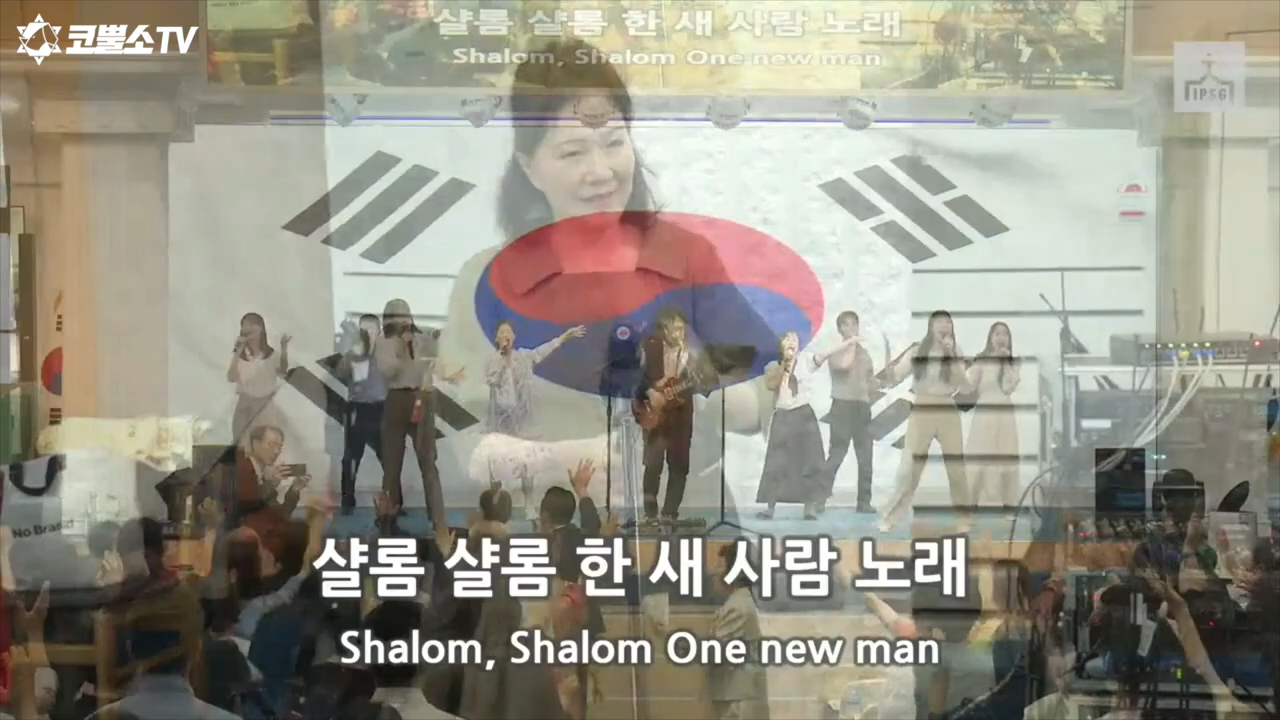 코뿔소TV
샬롬 샬롬 한 새 사람 노래
Shalom, Shalom One new man
IPSG
No Brand
샬롬 샬롬 한 새 사람 노래
Shalom, Shalom One new man